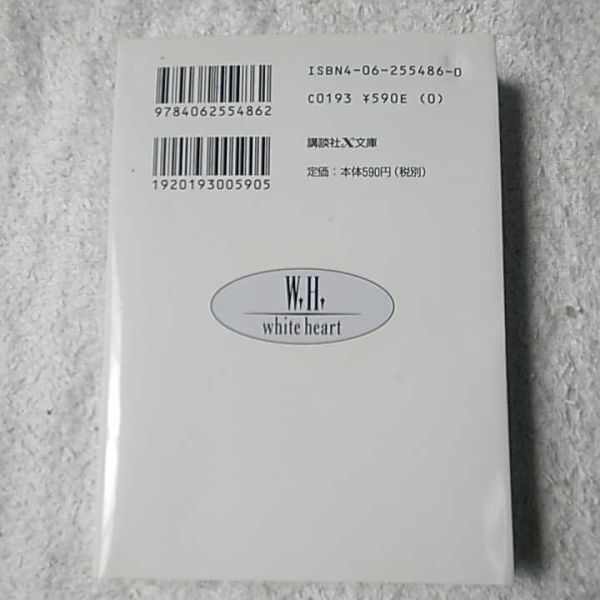 ISBN4-06-255486-0
9784062554862
C0193 ¥590E (0)
講談社X文庫
1920193005905
定価：本体590円(税別)
W.H.
white heart